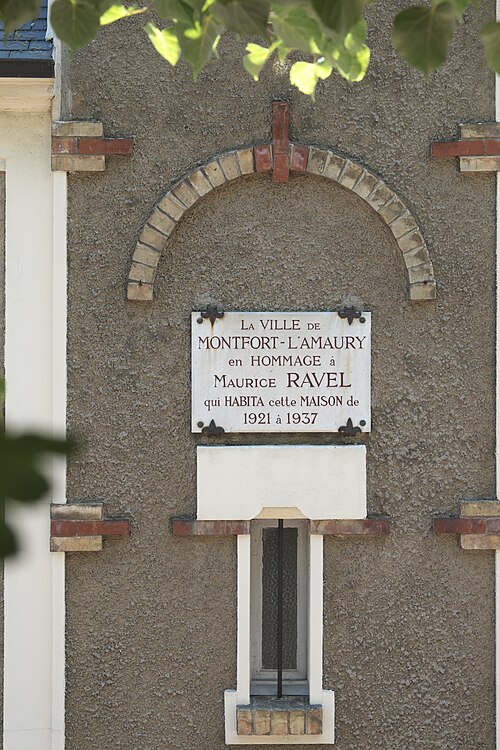 LA VILLE DE
MONTFORT-L'AMAURY
en HOMMAGE à
MAURICE RAVEL
qui HABITA cette MAISON de
1921 à 1937